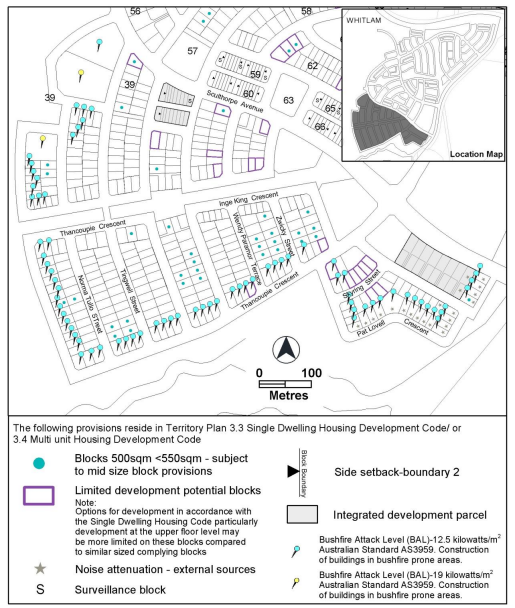 56
58
WHITLAM
57
62
39
59
39
60
63
Sculthorpe Avenue
65
66
S
S
S
S
Location Map
Inge King Crescent
Thancoupie Crescent
Wendy Paramor Terrace
Zelezky Street
Tingwell Street
Norma Tullo Street
Thancoupie Crescent
Starling Street
Pat Lovell Crescent
0 100
Metres
The following provisions reside in Territory Plan 3.3 Single Dwelling Housing Development Code/ or
3.4 Multi unit Housing Development Code
Blocks 500sqm <550sqm - subject
to mid size block provisions
Limited development potential blocks
Note:
Options for development in accordance with
the Single Dwelling Housing Code particularly
development at the upper floor level may
be more limited on these blocks compared
to similar sized complying blocks
Noise attenuation - external sources
S Surveillance block
Block Boundary
Side setback-boundary 2
Integrated development parcel
Bushfire Attack Level (BAL)-12.5 kilowatts/m²
Australian Standard AS3959. Construction
of buildings in bushfire prone areas.
Bushfire Attack Level (BAL)-19 kilowatts/m²
Australian Standard AS3959. Construction
of buildings in bushfire prone areas.